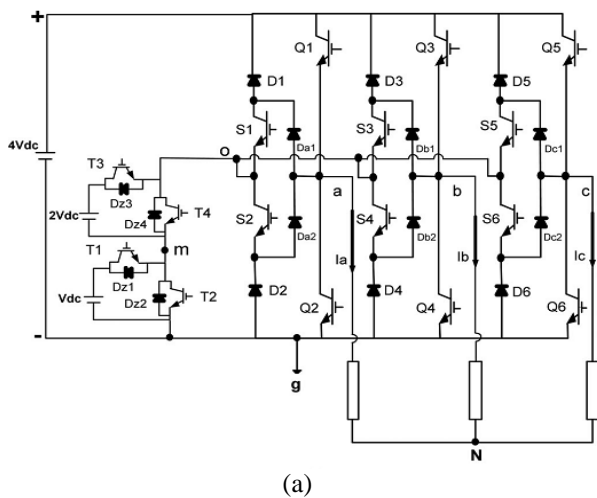 +
Q1
Q3
Q5
D1
D3
D5
S1
S3
S5
4Vdc
T3
o
Da1
Db1
Dc1
Dz3
a
b
c
2Vdc
Dz4
T4
S2
S4
S6
T1
m
Da2
Db2
Dc2
Dz1
Ia
Ib
Ic
Vdc
Dz2
T2
D2
Q2
D4
Q4
D6
Q6
-
g
N
(a)